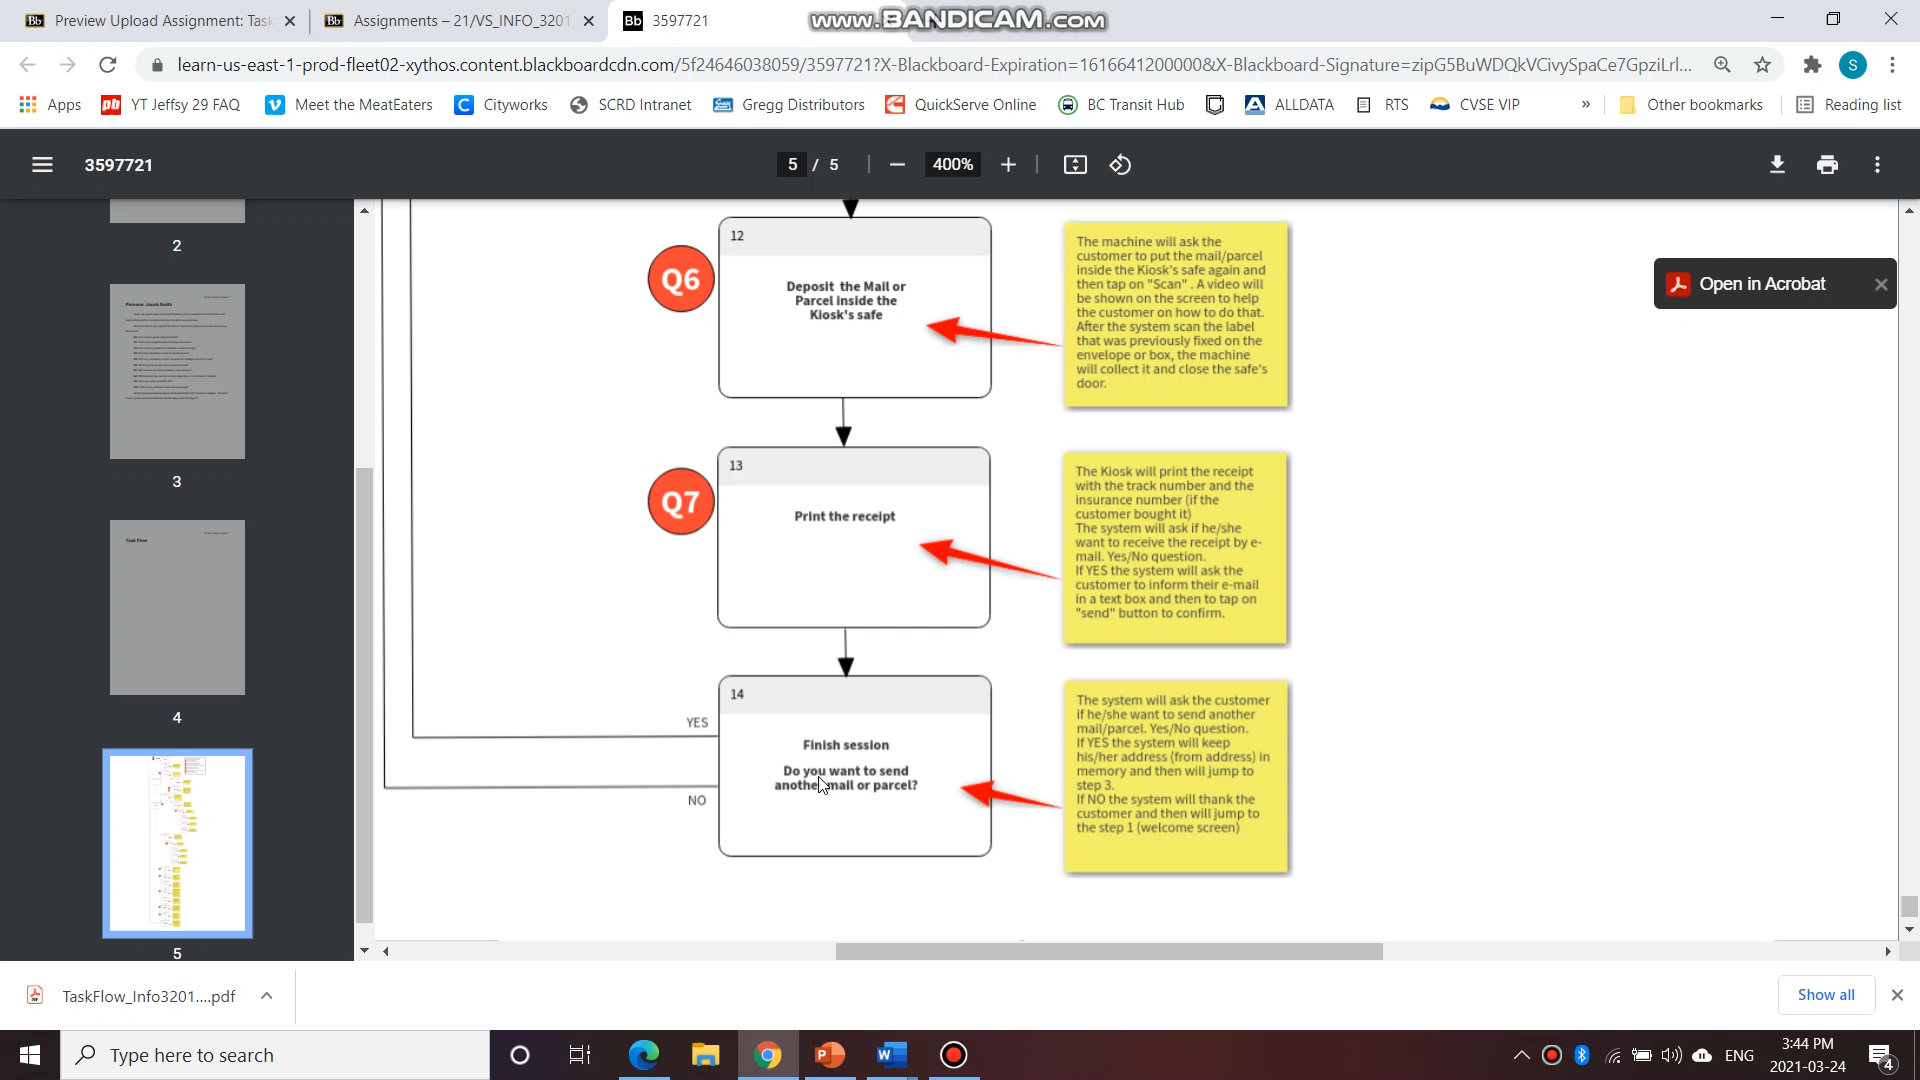 Preview Upload Assignment: Task
Assignments – 21/VS_INFO_3201
3597721
www.BANDICAM.com
learn-us-east-1-prod-fleet02-xythos.content.blackboardcdn.com/5f24646038059/3597721?X-Blackboard-Expiration=1616641200000&X-Blackboard-Signature=zipG5BuWDQkVCivySpaCe7GpziLrl...
S
Apps
YT Jeffsy 29 FAQ
Meet the MeatEaters
Cityworks
SCRD Intranet
Gregg Distributors
QuickServe Online
BC Transit Hub
ALLDATA
RTS
CVSE VIP
»
Other bookmarks
Reading list
3597721
5 / 5
400%
2
Persona: Jacob Smith
3
Task Flow
4
5
12
Deposit the Mail or
Parcel inside the
Kiosk's safe
Q6
The machine will ask the
customer to put the mail/parcel
inside the Kiosk's safe again and
then tap on "Scan" . A video will
be shown on the screen to help
the customer on how to do that.
After the system scan the label
that was previously fixed on the
envelope or box, the machine
will collect it and close the safe's
door.
Open in Acrobat
13
Print the receipt
Q7
The Kiosk will print the receipt
with the track number and the
insurance number (if the
customer bought it)
The system will ask if he/she
want to receive the receipt by e-
mail. Yes/No question.
If YES the system will ask the
customer to inform their e-mail
in a text box and then to tap on
"send" button to confirm.
14
YES
Finish session
Do you want to send
another mail or parcel?
NO
The system will ask the customer
if he/she want to send another
mail/parcel. Yes/No question.
If YES the system will keep
his/her address (from address) in
memory and then will jump to
step 3.
If NO the system will thank the
customer and then will jump to
the step 1 (welcome screen)
TaskFlow_Info3201....pdf
Show all
Type here to search
ENG
3:44 PM
2021-03-24
4